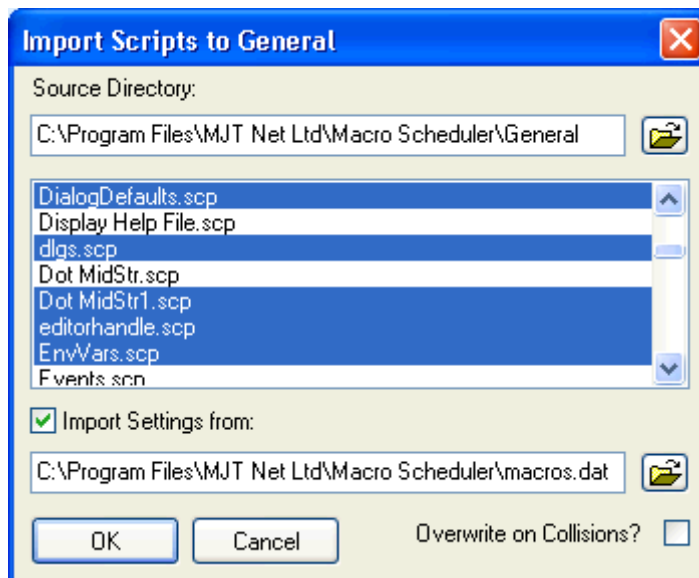 Import Scripts to General
Source Directory:
C:\Program Files\MJT Net Ltd\Macro Scheduler\General
DialogDefaults.scp
Display Help File.scp
dlgs.scp
Dot MidStr.scp
Dot MidStr1.scp
editorhandle.scp
EnvVars.scp
Events.scp
Import Settings from:
C:\Program Files\MJT Net Ltd\Macro Scheduler\macros.dat
OK Cancel Overwrite on Collisions?